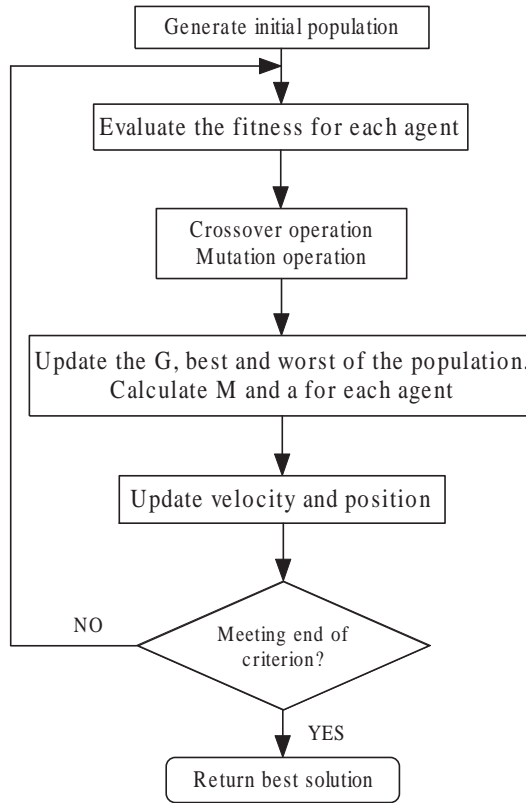 Generate initial population
Evaluate the fitness for each agent
Crossover operation
Mutation operation
Update the G, best and worst of the population.
Calculate M and a for each agent
Update velocity and position
NO
Meeting end of
criterion?
YES
Return best solution